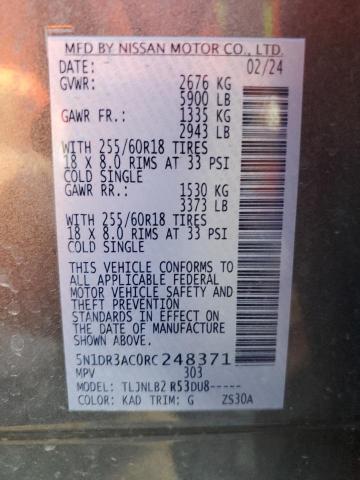 MFD BY NISSAN MOTOR CO., LTD.
DATE: 02/24
GVWR: 2676 KG
5900 LB
GAWR FR.: 1335 KG
2943 LB
WITH 255/60R18 TIRES
18 X 8.0 RIMS AT 33 PSI
COLD SINGLE
GAWR RR.: 1530 KG
3373 LB
WITH 255/60R18 TIRES
18 X 8.0 RIMS AT 33 PSI
COLD SINGLE
THIS VEHICLE CONFORMS TO
ALL APPLICABLE FEDERAL
MOTOR VEHICLE SAFETY AND
THEFT PREVENTION
STANDARDS IN EFFECT ON THE
DATE OF MANUFACTURE SHOWN
ABOVE.
5N1DR3AC0RC248371
MPV 303
MODEL: TLJNLB2 R53DU8-----
COLOR: KAD TRIM: G ZS30A